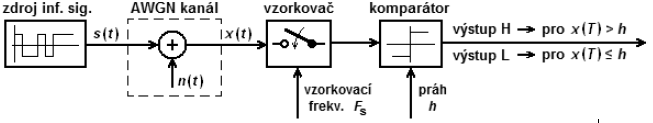 zdroj inf. sig. AWGN kanál vzorkovač komparátor
s(t) x(t) výstup H → pro x(T) > h
výstup L → pro x(T) ≤ h
n(t) vzorkovací práh
frekv. Fs h